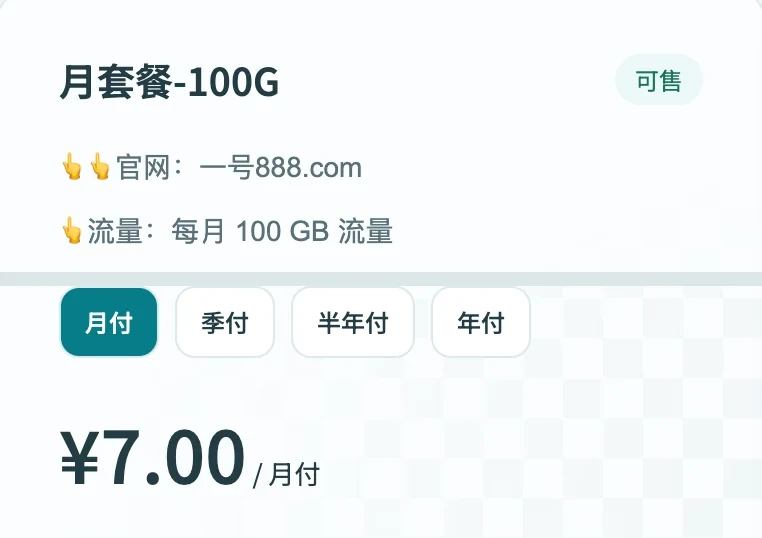 月套餐-100G
可售
👆👆官网：一号888.com
👆流量：每月 100 GB 流量
月付 季付 半年付 年付
¥7.00 / 月付